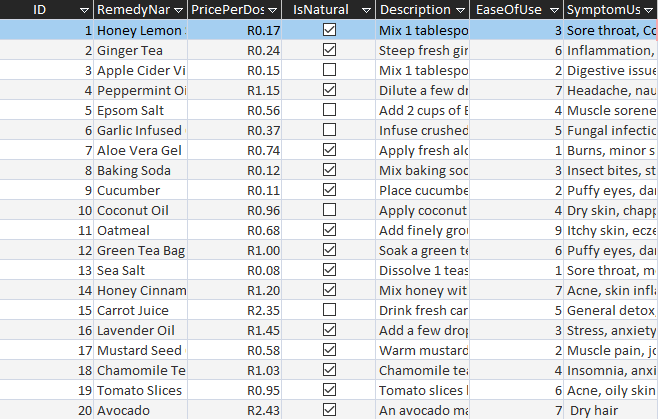 ID RemedyNar PricePerDos IsNatural Description EaseOfUse SymptomUs
1 Honey Lemon R0.17 Mix 1 tablespo 3 Sore throat, Co
2 Ginger Tea R0.24 Steep fresh gin 6 Inflammation,
3 Apple Cider Vi R0.15 Mix 1 tablespo 2 Digestive issue
4 Peppermint Oi R1.15 Dilute a few dr 7 Headache, nau
5 Epsom Salt R0.56 Add 2 cups of E 4 Muscle sorene
6 Garlic Infused R0.37 Infuse crushed 5 Fungal infectio
7 Aloe Vera Gel R0.74 Apply fresh alo 1 Burns, minor s
8 Baking Soda R0.12 Mix baking sod 3 Insect bites, st
9 Cucumber R0.11 Place cucumbe 2 Puffy eyes, dar
10 Coconut Oil R0.96 Apply coconut 4 Dry skin, chapp
11 Oatmeal R0.68 Add finely grou 9 Itchy skin, ecze
12 Green Tea Bag R1.00 Soak a green te 6 Puffy eyes, dar
13 Sea Salt R0.08 Dissolve 1 teas 1 Sore throat, m
14 Honey Cinnam R1.20 Mix honey wit 7 Acne, skin infla
15 Carrot Juice R2.35 Drink fresh car 5 General detox,
16 Lavender Oil R1.45 Add a few drop 3 Stress, anxiety
17 Mustard Seed R0.58 Warm mustard 2 Muscle pain, jo
18 Chamomile Te R1.03 Chamomile tea 4 Insomnia, anxi
19 Tomato Slices R0.95 Tomato slices l 6 Acne, oily skin
20 Avocado R2.43 An avocado ma 7 Dry hair